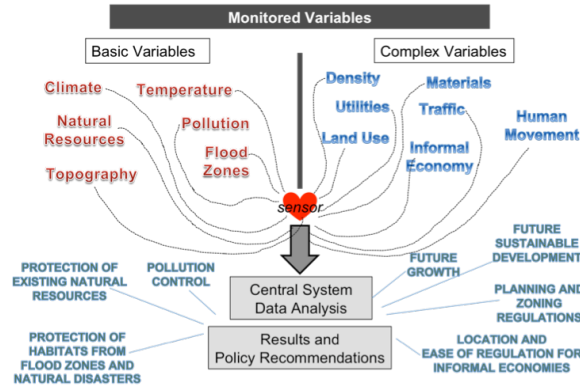 Monitored Variables
Basic Variables
Complex Variables
Climate
Temperature
Natural
Resources
Pollution
Flood
Zones
Topography
Density
Utilities
Land Use
Materials
Traffic
Informal
Economy
Human
Movement
sensor
Central System
Data Analysis
Results and
Policy Recommendations
PROTECTION OF
EXISTING NATURAL
RESOURCES
POLLUTION
CONTROL
PROTECTION OF
HABITATS FROM
FLOOD ZONES AND
NATURAL DISASTERS
FUTURE
GROWTH
FUTURE
SUSTAINABLE
DEVELOPMENT
PLANNING AND
ZONING
REGULATIONS
LOCATION AND
EASE OF REGULATION FOR
INFORMAL ECONOMIES